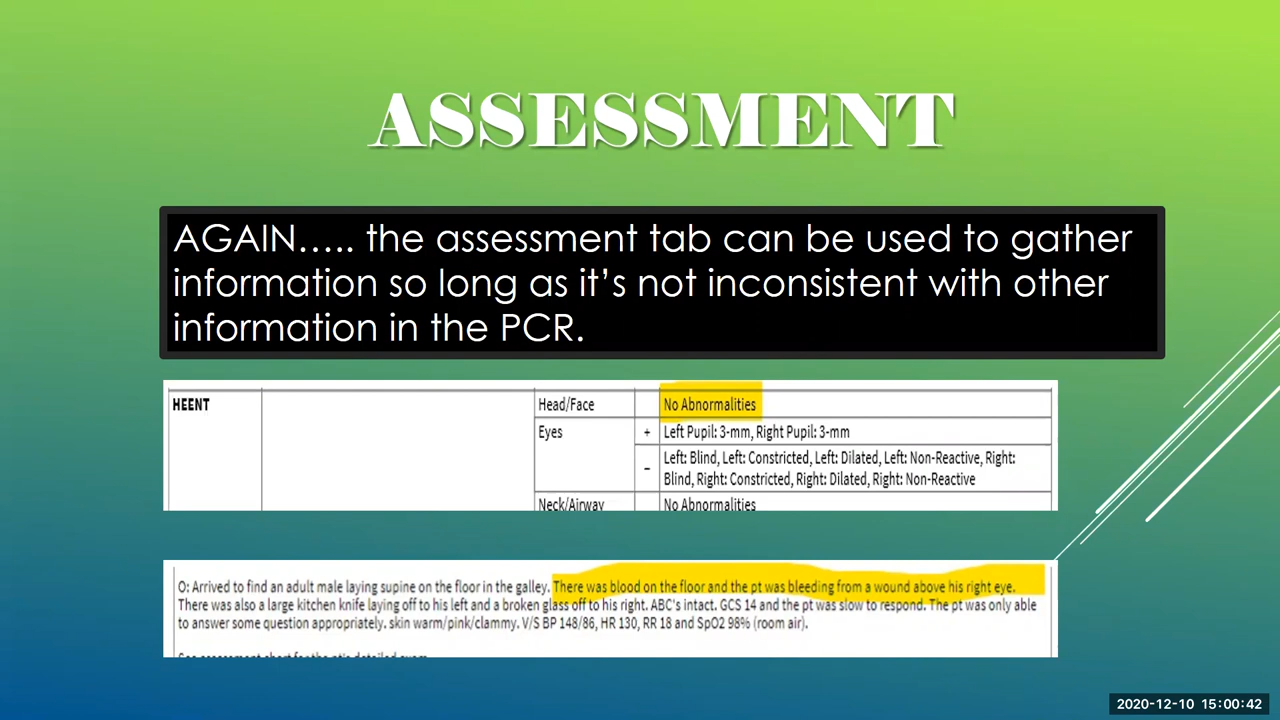 ASSESSMENT
AGAIN….. the assessment tab can be used to gather
information so long as it’s not inconsistent with other
information in the PCR.
HEENT
Head/Face
No Abnormalities
Eyes
+
Left Pupil: 3-mm, Right Pupil: 3-mm
–
Left: Blind, Left: Constricted, Left: Dilated, Left: Non-Reactive, Right:
Blind, Right: Constricted, Right: Dilated, Right: Non-Reactive
Neck/Airway
No Abnormalities
O: Arrived to find an adult male laying supine on the floor in the galley. There was blood on the floor and the pt was bleeding from a wound above his right eye.
There was also a large kitchen knife laying off to his left and a broken glass off to his right. ABC's intact. GCS 14 and the pt was slow to respond. The pt was only able
to answer some question appropriately. skin warm/pink/clammy. V/S BP 148/86, HR 130, RR 18 and SpO2 98% (room air).
2020-12-10 15:00:42